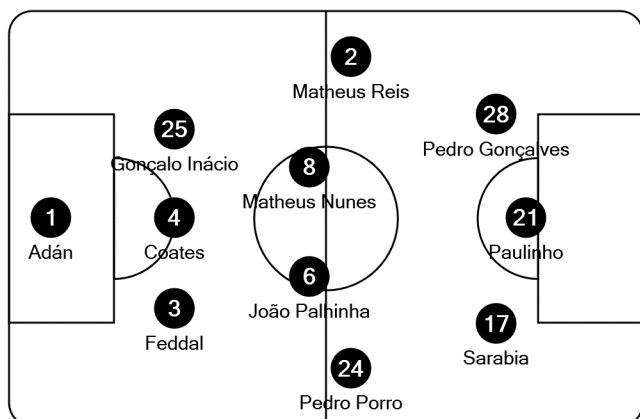 2
Matheus Reis
28
Pedro Gonçalves
25
Gonçalo Inácio
8
Matheus Nunes
1
Adán
4
Coates
21
Paulinho
6
João Palhinha
3
Feddal
17
Sarabia
24
Pedro Porro